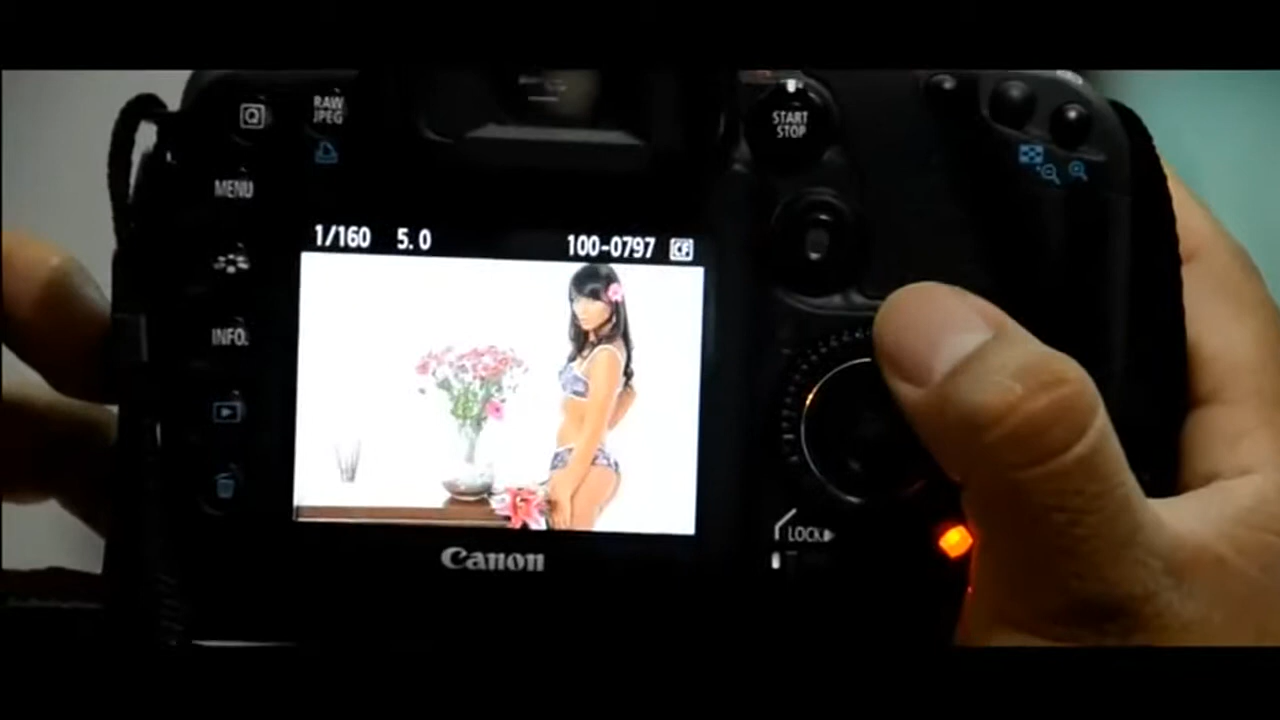 RAW
JPEG
START
STOP
Q
MENU
1/160 5.0 100-0797 CF
INFO.
Canon
LOCK